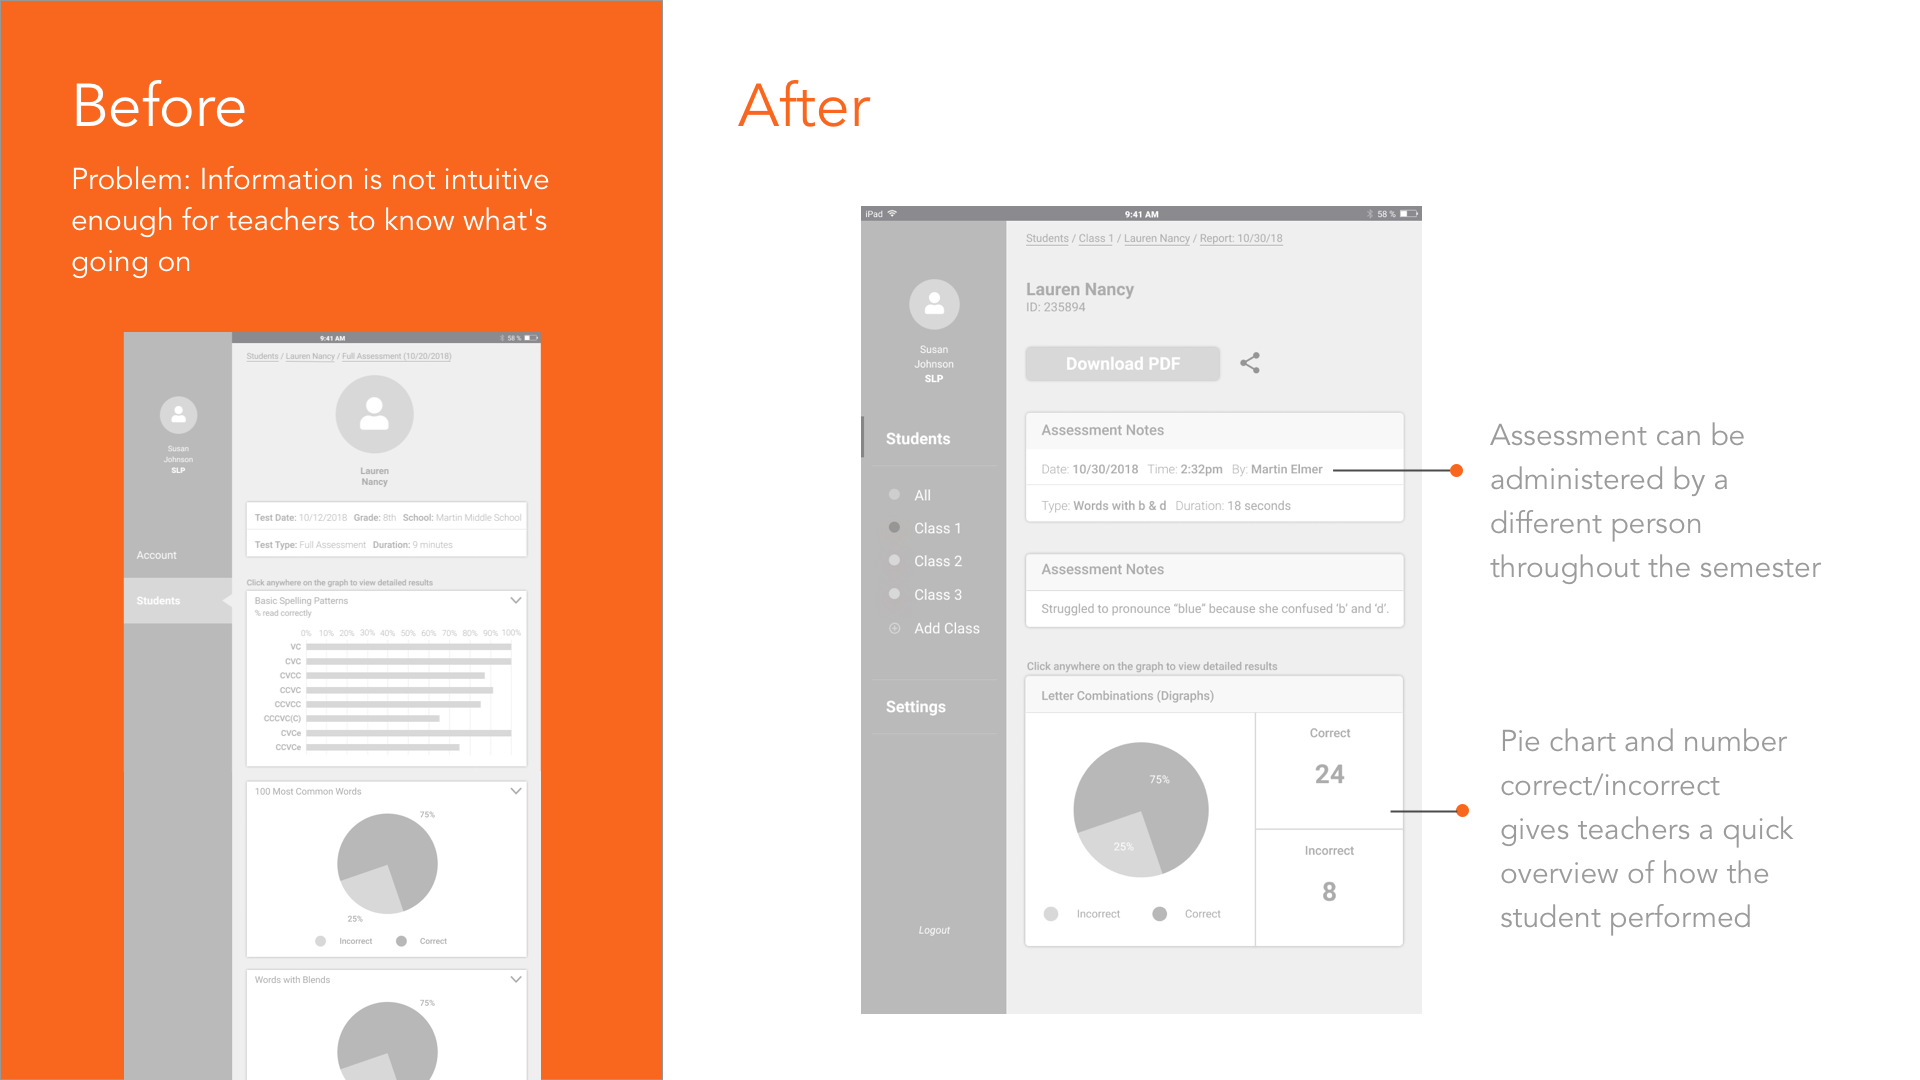 Before
Problem: Information is not intuitive
enough for teachers to know what's
going on
9:41 AM
58 %
Students / Lauren Nancy / Full Assessment (10/20/2018)
Susan
Johnson
SLP
Account
Students
Lauren
Nancy
Test Date: 10/12/2018 Grade: 8th School: Martin Middle School
Test Type: Full Assessment Duration: 9 minutes
Click anywhere on the graph to view detailed results
Basic Spelling Patterns
% read correctly
0% 10% 20% 30% 40% 50% 60% 70% 80% 90% 100%
VC
CVC
CVCC
CCVC
CCVCC
CCCVC(C)
CVCe
CCVCe
100 Most Common Words
75%
25%
Incorrect Correct
Words with Blends
75%
After
iPad 9:41 AM 58 %
Susan
Johnson
SLP
Students
All
Class 1
Class 2
Class 3
Add Class
Settings
Logout
Students / Class 1 / Lauren Nancy / Report: 10/30/18
Lauren Nancy
ID: 235894
Download PDF
Assessment Notes
Date: 10/30/2018 Time: 2:32pm By: Martin Elmer
Type: Words with b & d Duration: 18 seconds
Assessment Notes
Struggled to pronounce “blue” because she confused ‘b’ and ‘d’.
Click anywhere on the graph to view detailed results
Letter Combinations (Digraphs)
75%
25%
Incorrect Correct
Correct
24
Incorrect
8
Assessment can be
administered by a
different person
throughout the semester
Pie chart and number
correct/incorrect
gives teachers a quick
overview of how the
student performed